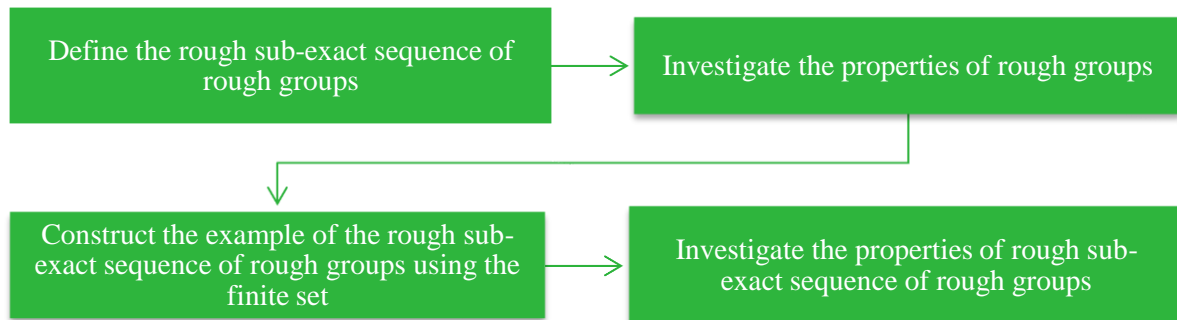 Define the rough sub-exact sequence of
rough groups
Investigate the properties of rough groups
Construct the example of the rough sub-
exact sequence of rough groups using the
finite set
Investigate the properties of rough sub-
exact sequence of rough groups